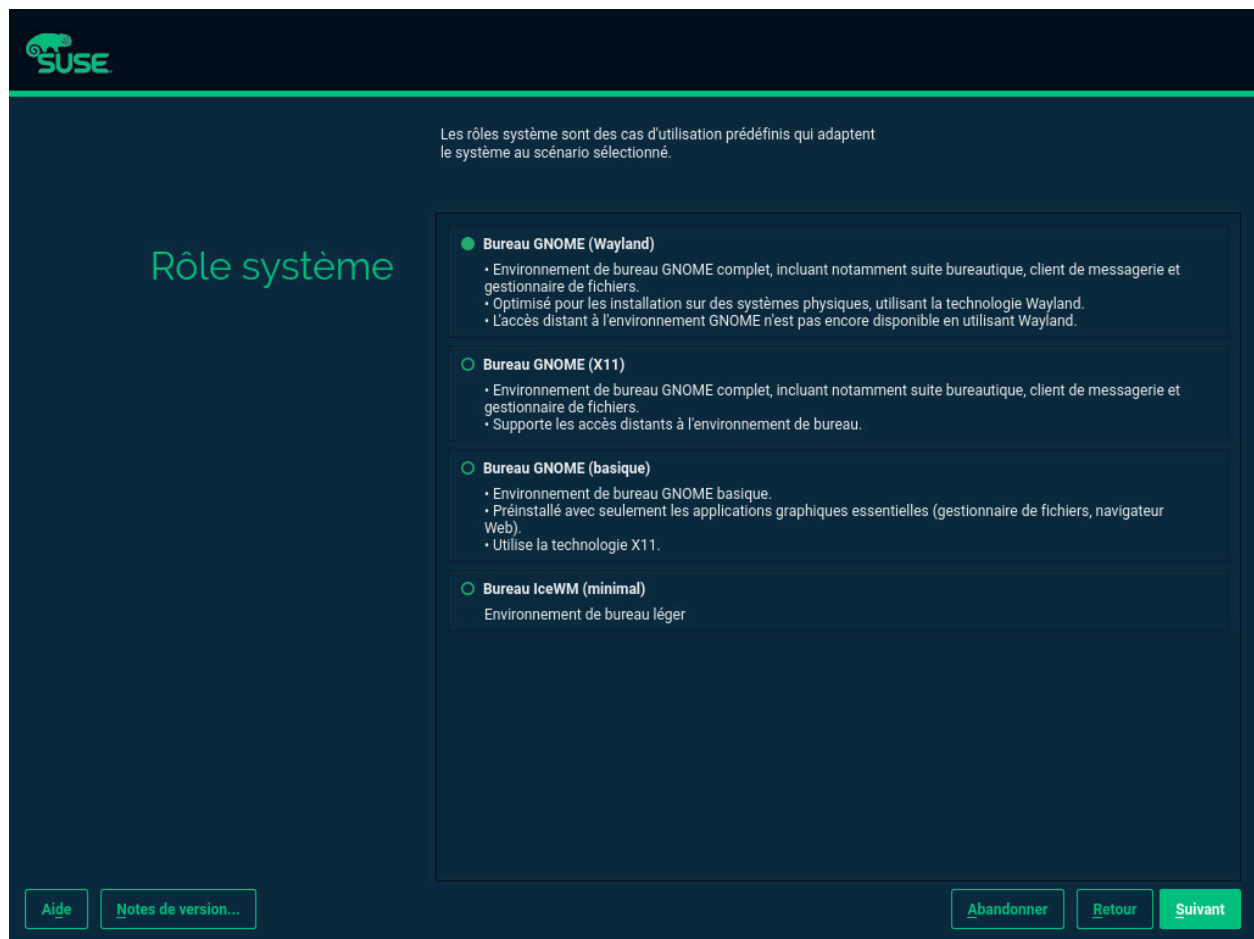 SUSE
Les rôles système sont des cas d'utilisation prédéfinis qui adaptent
le système au scénario sélectionné.
Rôle système
Bureau GNOME (Wayland)
• Environnement de bureau GNOME complet, incluant notamment suite bureautique, client de messagerie et
gestionnaire de fichiers.
• Optimisé pour les installation sur des systèmes physiques, utilisant la technologie Wayland.
• L'accès distant à l'environnement GNOME n'est pas encore disponible en utilisant Wayland.
Bureau GNOME (X11)
• Environnement de bureau GNOME complet, incluant notamment suite bureautique, client de messagerie et
gestionnaire de fichiers.
• Supporte les accès distants à l'environnement de bureau.
Bureau GNOME (basique)
• Environnement de bureau GNOME basique.
• Préinstallé avec seulement les applications graphiques essentielles (gestionnaire de fichiers, navigateur
Web).
• Utilise la technologie X11.
Bureau IceWM (minimal)
Environnement de bureau léger
Aide
Notes de version...
Abandonner
Retour
Suivant